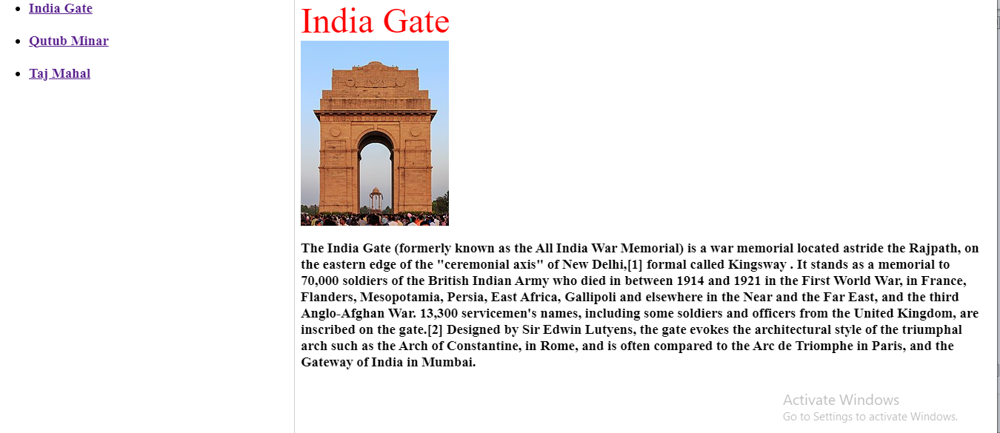 India Gate
Qutub Minar
Taj Mahal
India Gate
INDIA
The India Gate (formerly known as the All India War Memorial) is a war memorial located astride the Rajpath, on
the eastern edge of the "ceremonial axis" of New Delhi,[1] formal called Kingsway . It stands as a memorial to
70,000 soldiers of the British Indian Army who died in between 1914 and 1921 in the First World War, in France,
Flanders, Mesopotamia, Persia, East Africa, Gallipoli and elsewhere in the Near and the Far East, and the third
Anglo-Afghan War. 13,300 servicemen's names, including some soldiers and officers from the United Kingdom, are
inscribed on the gate.[2] Designed by Sir Edwin Lutyens, the gate evokes the architectural style of the triumphal
arch such as the Arch of Constantine, in Rome, and is often compared to the Arc de Triomphe in Paris, and the
Gateway of India in Mumbai.
Activate Windows
Go to Settings to activate Windows.